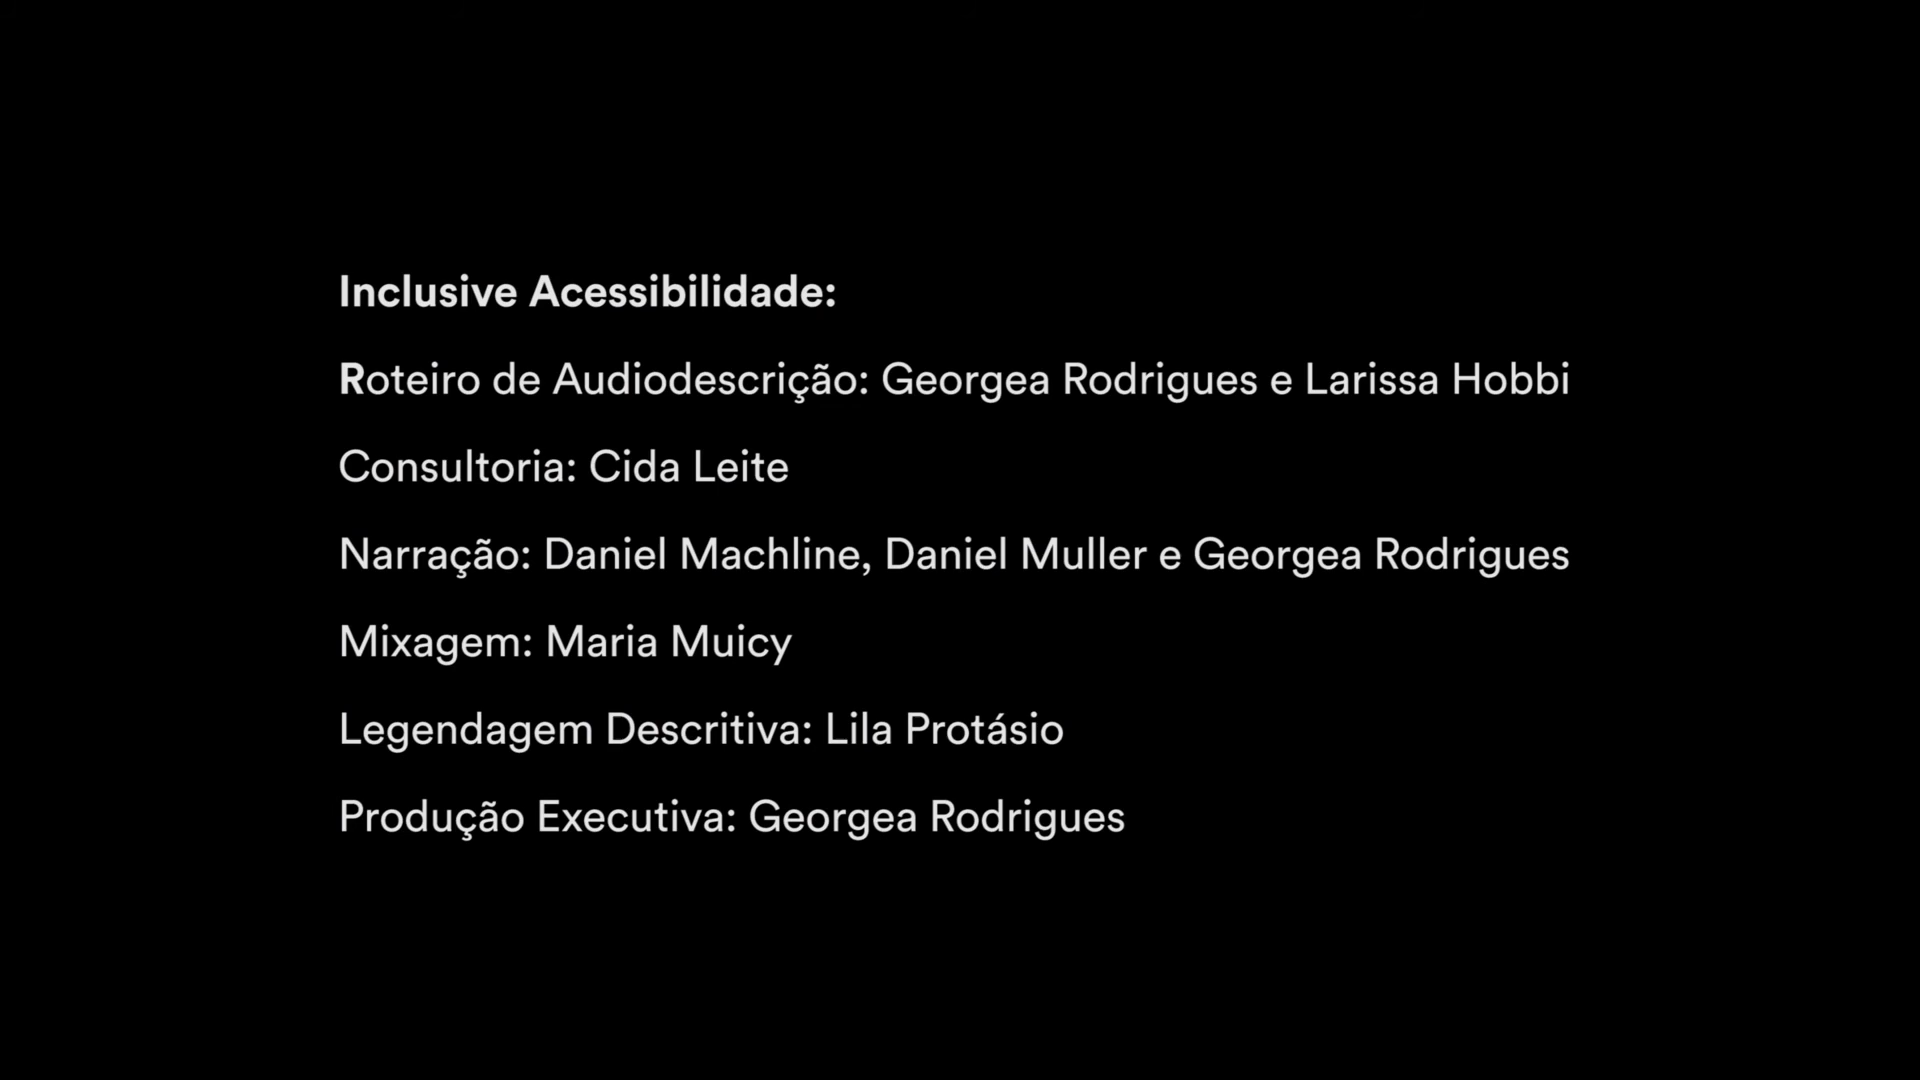 Inclusive Acessibilidade:
Roteiro de Audiodescrição: Georgea Rodrigues e Larissa Hobbi
Consultoria: Cida Leite
Narração: Daniel Machline, Daniel Muller e Georgea Rodrigues
Mixagem: Maria Muicy
Legendagem Descritiva: Lila Protásio
Produção Executiva: Georgea Rodrigues